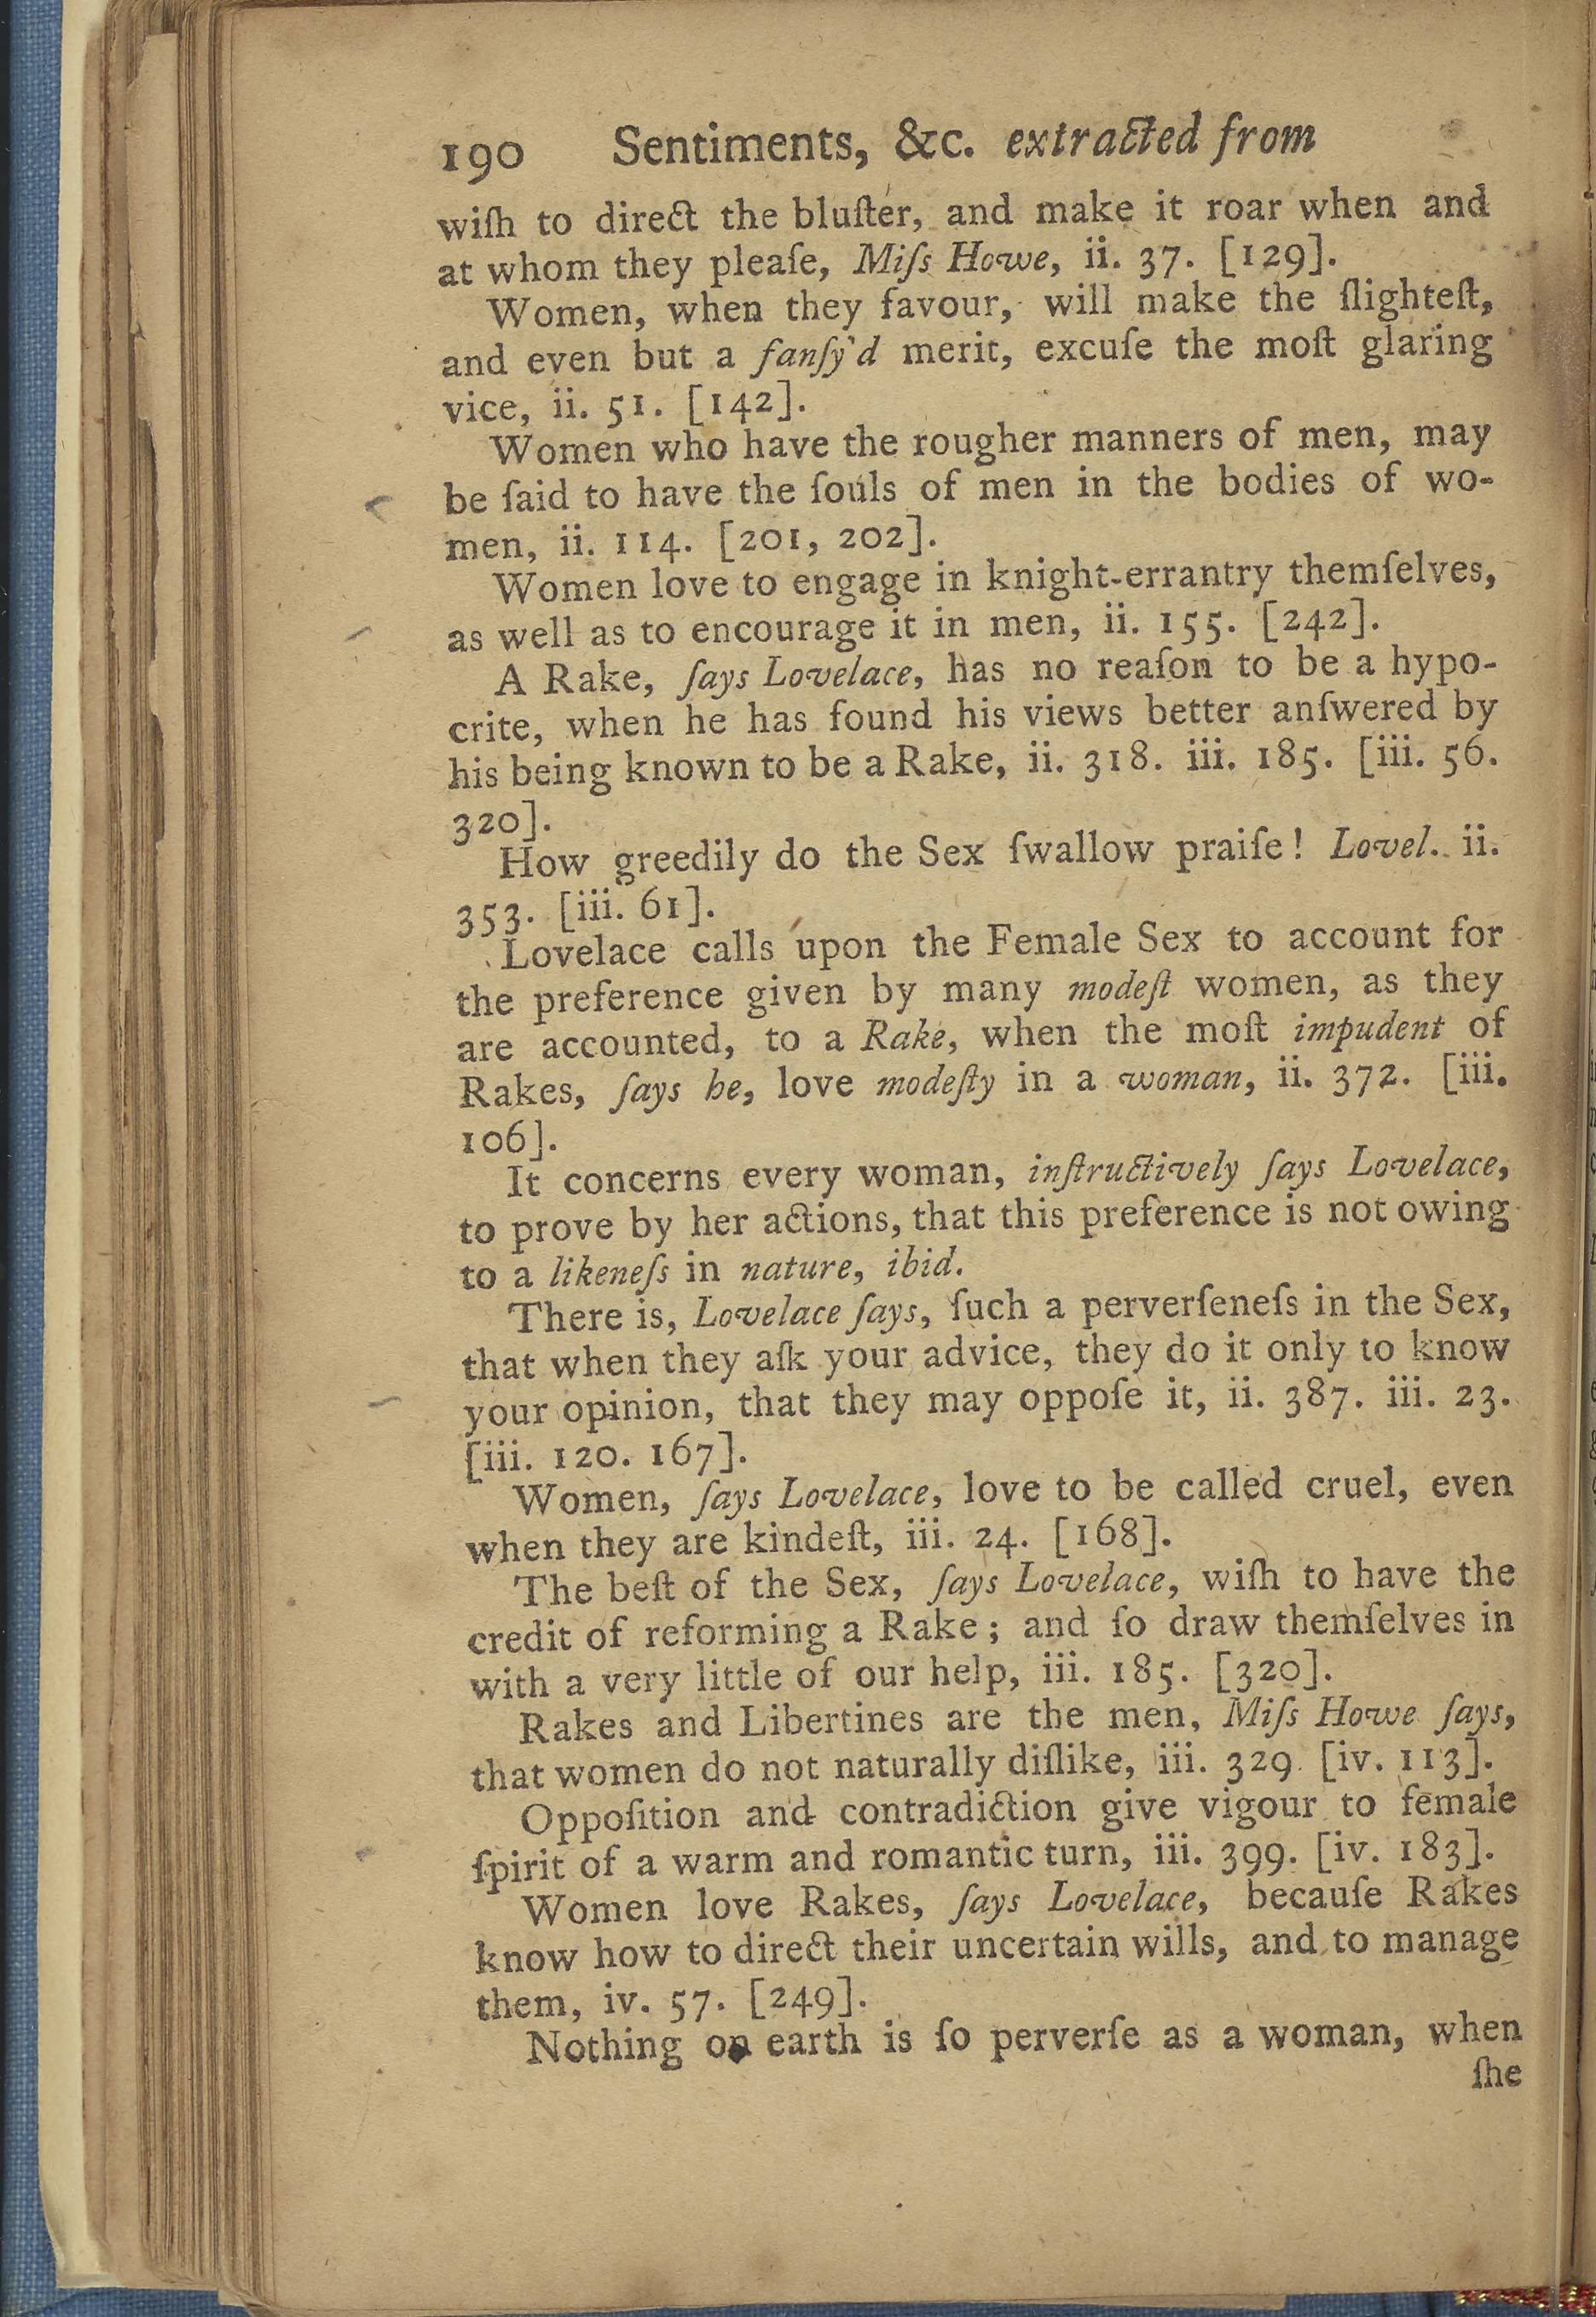 190 Sentiments, &c. extracted from
wiſh to direct the bluſter, and make it roar when and
at whom they pleaſe, Miſs Howe, ii. 37. [129].
Women, when they favour, will make the ſlighteſt,
and even but a fanſy'd merit, excuſe the moſt glaring
vice, ii. 51. [142].
Women who have the rougher manners of men, may
be ſaid to have the ſouls of men in the bodies of wo-
men, ii. 114. [201, 202].
Women love to engage in knight-errantry themſelves,
as well as to encourage it in men, ii. 155. [242].
A Rake, ſays Lovelace, has no reaſon to be a hypo-
crite, when he has found his views better anſwered by
his being known to be a Rake, ii. 318. iii. 185. [iii. 56.
320].
How greedily do the Sex ſwallow praiſe! Lovel. ii.
353. [iii. 61].
Lovelace calls upon the Female Sex to account for
the preference given by many modeſt women, as they
are accounted, to a Rake, when the moſt impudent of
Rakes, ſays he, love modeſty in a woman, ii. 372. [iii.
106].
It concerns every woman, inſtructively ſays Lovelace,
to prove by her actions, that this preference is not owing
to a likeneſs in nature, ibid.
There is, Lovelace ſays, ſuch a perverſeneſs in the Sex,
that when they aſk your advice, they do it only to know
your opinion, that they may oppoſe it, ii. 387. iii. 23.
[iii. 120. 167].
Women, ſays Lovelace, love to be called cruel, even
when they are kindeſt, iii. 24. [168].
The beſt of the Sex, ſays Lovelace, wiſh to have the
credit of reforming a Rake; and ſo draw themſelves in
with a very little of our help, iii. 185. [320].
Rakes and Libertines are the men, Miſs Howe ſays,
that women do not naturally diſlike, iii. 329. [iv. 113].
Oppoſition and contradiction give vigour to female
ſpirit of a warm and romantic turn, iii. 399. [iv. 183].
Women love Rakes, ſays Lovelace, becauſe Rakes
know how to direct their uncertain wills, and to manage
them, iv. 57. [249].
Nothing on earth is ſo perverſe as a woman, when
ſhe